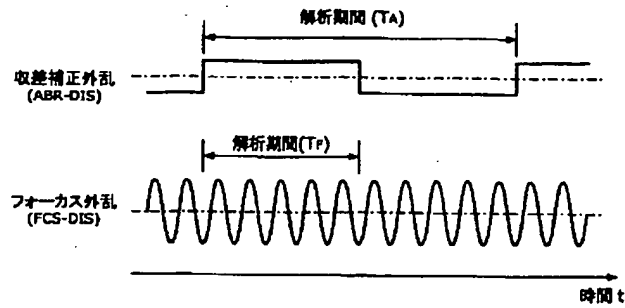 解析期間 (TA)
収差補正外乱
(ABR-DIS)
解析期間(TF)
フォーカス外乱
(FCS-DIS)
時間 t